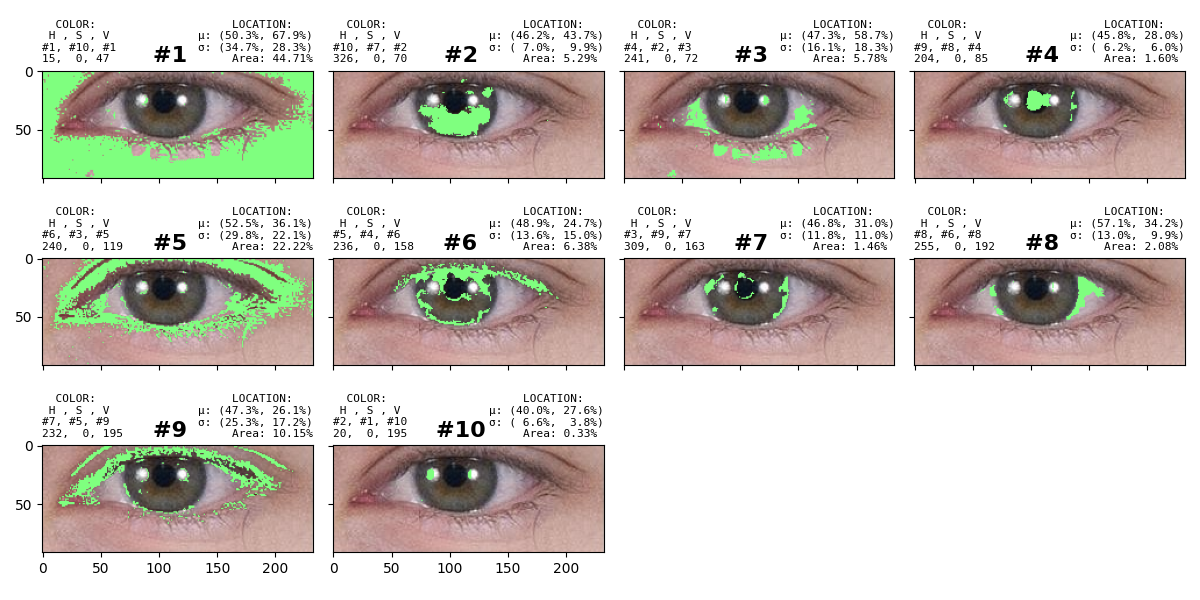 COLOR: LOCATION:
H , S , V μ: (50.3%, 67.9%)
#1, #10, #1 σ: (34.7%, 28.3%)
15, 0, 47 #1 Area: 44.71%
COLOR: LOCATION:
H , S , V μ: (46.2%, 43.7%)
#10, #7, #2 σ: ( 7.0%, 9.9%)
326, 0, 70 #2 Area: 5.29%
COLOR: LOCATION:
H , S , V μ: (47.3%, 58.7%)
#4, #2, #3 σ: (16.1%, 18.3%)
241, 0, 72 #3 Area: 5.78%
COLOR: LOCATION:
H , S , V μ: (45.8%, 28.0%)
#9, #8, #4 σ: ( 6.2%, 6.0%)
204, 0, 85 #4 Area: 1.60%
0
50
COLOR: LOCATION:
H , S , V μ: (52.5%, 36.1%)
#6, #3, #5 σ: (29.8%, 22.1%)
240, 0, 119 #5 Area: 22.22%
COLOR: LOCATION:
H , S , V μ: (48.9%, 24.7%)
#5, #4, #6 σ: (13.6%, 15.0%)
236, 0, 158 #6 Area: 6.38%
COLOR: LOCATION:
H , S , V μ: (46.8%, 31.0%)
#3, #9, #7 σ: (11.8%, 11.0%)
309, 0, 163 #7 Area: 1.46%
COLOR: LOCATION:
H , S , V μ: (57.1%, 34.2%)
#8, #6, #8 σ: (13.0%, 9.9%)
255, 0, 192 #8 Area: 2.08%
0
50
COLOR: LOCATION:
H , S , V μ: (47.3%, 26.1%)
#7, #5, #9 σ: (25.3%, 17.2%)
232, 0, 195 #9 Area: 10.15%
COLOR: LOCATION:
H , S , V μ: (40.0%, 27.6%)
#2, #1, #10 σ: ( 6.6%, 3.8%)
20, 0, 195 #10 Area: 0.33%
0
50
0 50 100 150 200
0 50 100 150 200